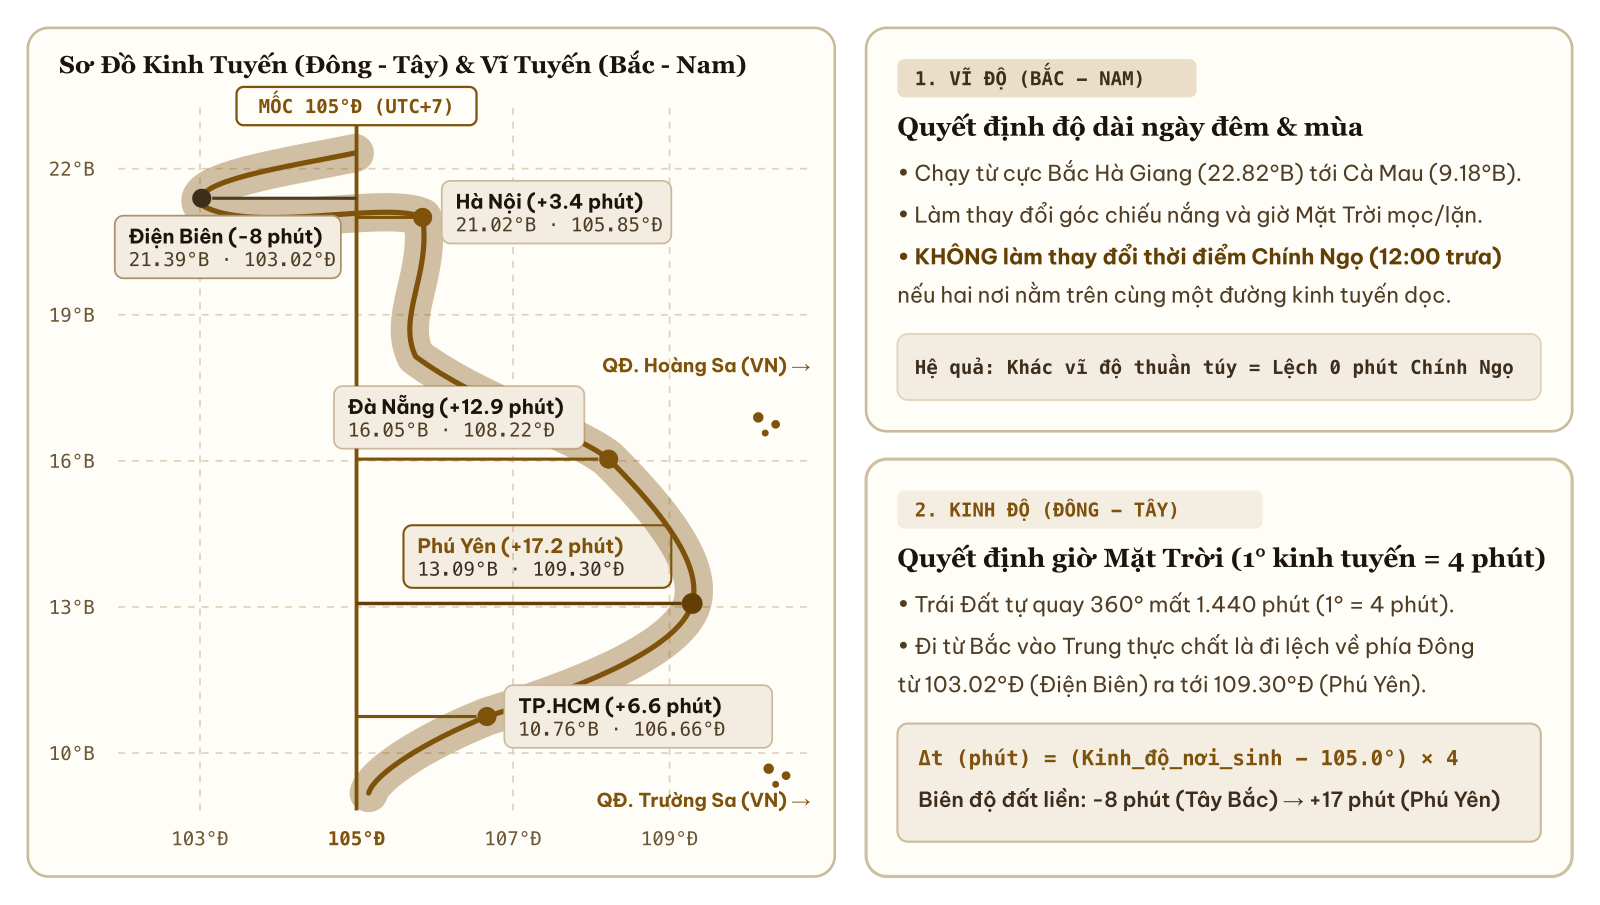 Sơ Đồ Kinh Tuyến (Đông - Tây) & Vĩ Tuyến (Bắc - Nam)
MỐC 105°Đ (UTC+7)
22°B
Hà Nội (+3.4 phút)
21.02°B · 105.85°Đ
Điện Biên (-8 phút)
21.39°B · 103.02°Đ
19°B
QĐ. Hoàng Sa (VN) →
Đà Nẵng (+12.9 phút)
16.05°B · 108.22°Đ
16°B
Phú Yên (+17.2 phút)
13.09°B · 109.30°Đ
13°B
TP.HCM (+6.6 phút)
10.76°B · 106.66°Đ
10°B
QĐ. Trường Sa (VN) →
103°Đ 105°Đ 107°Đ 109°Đ
1. VĨ ĐỘ (BẮC – NAM)
Quyết định độ dài ngày đêm & mùa
• Chạy từ cực Bắc Hà Giang (22.82°B) tới Cà Mau (9.18°B).
• Làm thay đổi góc chiếu nắng và giờ Mặt Trời mọc/lặn.
• KHÔNG làm thay đổi thời điểm Chính Ngọ (12:00 trưa)
nếu hai nơi nằm trên cùng một đường kinh tuyến dọc.
Hệ quả: Khác vĩ độ thuần túy = Lệch 0 phút Chính Ngọ
2. KINH ĐỘ (ĐÔNG – TÂY)
Quyết định giờ Mặt Trời (1° kinh tuyến = 4 phút)
• Trái Đất tự quay 360° mất 1.440 phút (1° = 4 phút).
• Đi từ Bắc vào Trung thực chất là đi lệch về phía Đông
từ 103.02°Đ (Điện Biên) ra tới 109.30°Đ (Phú Yên).
Δt (phút) = (Kinh_độ_nơi_sinh – 105.0°) × 4
Biên độ đất liền: -8 phút (Tây Bắc) → +17 phút (Phú Yên)